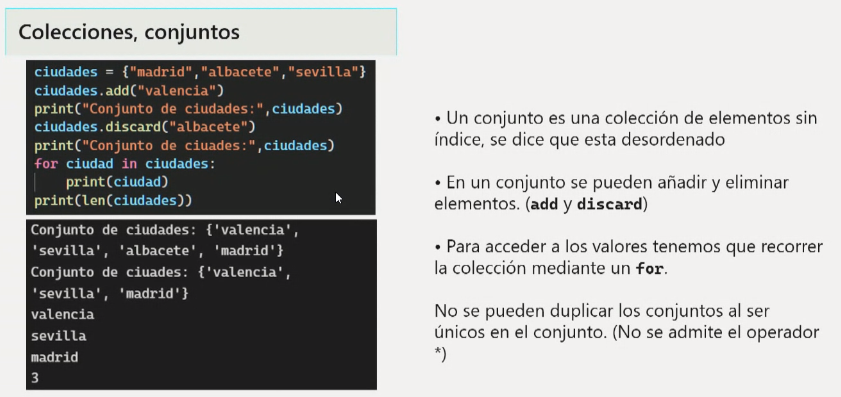 Colecciones, conjuntos
ciudades = {"madrid","albacete","sevilla"}
ciudades.add("valencia")
print("Conjunto de ciudades:",ciudades)
ciudades.discard("albacete")
print("Conjunto de ciuades:",ciudades)
for ciudad in ciudades:
    print(ciudad)
print(len(ciudades))
Conjunto de ciudades: {'valencia',
'sevilla', 'albacete', 'madrid'}
Conjunto de ciuades: {'valencia',
'sevilla', 'madrid'}
valencia
sevilla
madrid
3
• Un conjunto es una colección de elementos sin
índice, se dice que esta desordenado
• En un conjunto se pueden añadir y eliminar
elementos. (add y discard)
• Para acceder a los valores tenemos que recorrer
la colección mediante un for.
No se pueden duplicar los conjuntos al ser
únicos en el conjunto. (No se admite el operador
*)